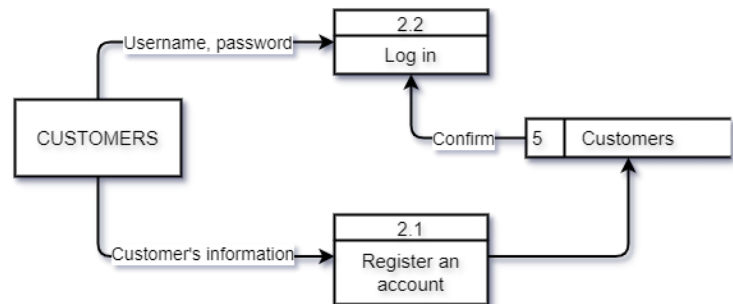 2.2
Username, password
Log in
CUSTOMERS
Confirm
5
Customers
2.1
Customer's information
Register an
account